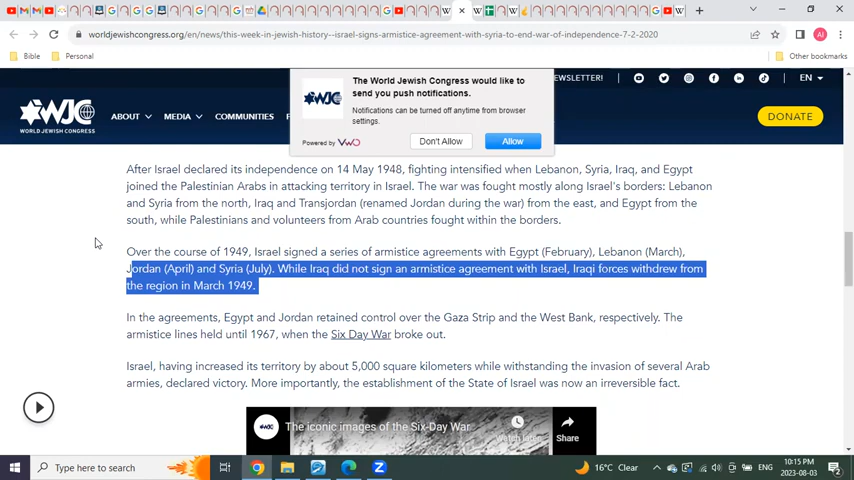 worldjewishcongress.org/en/news/this-week-in-jewish-history--israel-signs-armistice-agreement-with-syria-to-end-war-of-independence-7-2-2020
Bible
Personal
Other bookmarks
The World Jewish Congress would like to
send you push notifications.
Notifications can be turned off anytime from browser
settings.
Powered by VWO
Don't Allow
Allow
EWSLETTER!
EN
WJC
WORLD JEWISH CONGRESS
ABOUT
MEDIA
COMMUNITIES
DONATE
After Israel declared its independence on 14 May 1948, fighting intensified when Lebanon, Syria, Iraq, and Egypt
joined the Palestinian Arabs in attacking territory in Israel. The war was fought mostly along Israel's borders: Lebanon
and Syria from the north, Iraq and Transjordan (renamed Jordan during the war) from the east, and Egypt from the
south, while Palestinians and volunteers from Arab countries fought within the borders.
Over the course of 1949, Israel signed a series of armistice agreements with Egypt (February), Lebanon (March),
Jordan (April) and Syria (July). While Iraq did not sign an armistice agreement with Israel, Iraqi forces withdrew from
the region in March 1949.
In the agreements, Egypt and Jordan retained control over the Gaza Strip and the West Bank, respectively. The
armistice lines held until 1967, when the Six Day War broke out.
Israel, having increased its territory by about 5,000 square kilometers while withstanding the invasion of several Arab
armies, declared victory. More importantly, the establishment of the State of Israel was now an irreversible fact.
The iconic images of the Six-Day War
Watch later
Share
Type here to search
16°C Clear
ENG
10:15 PM
2023-08-03